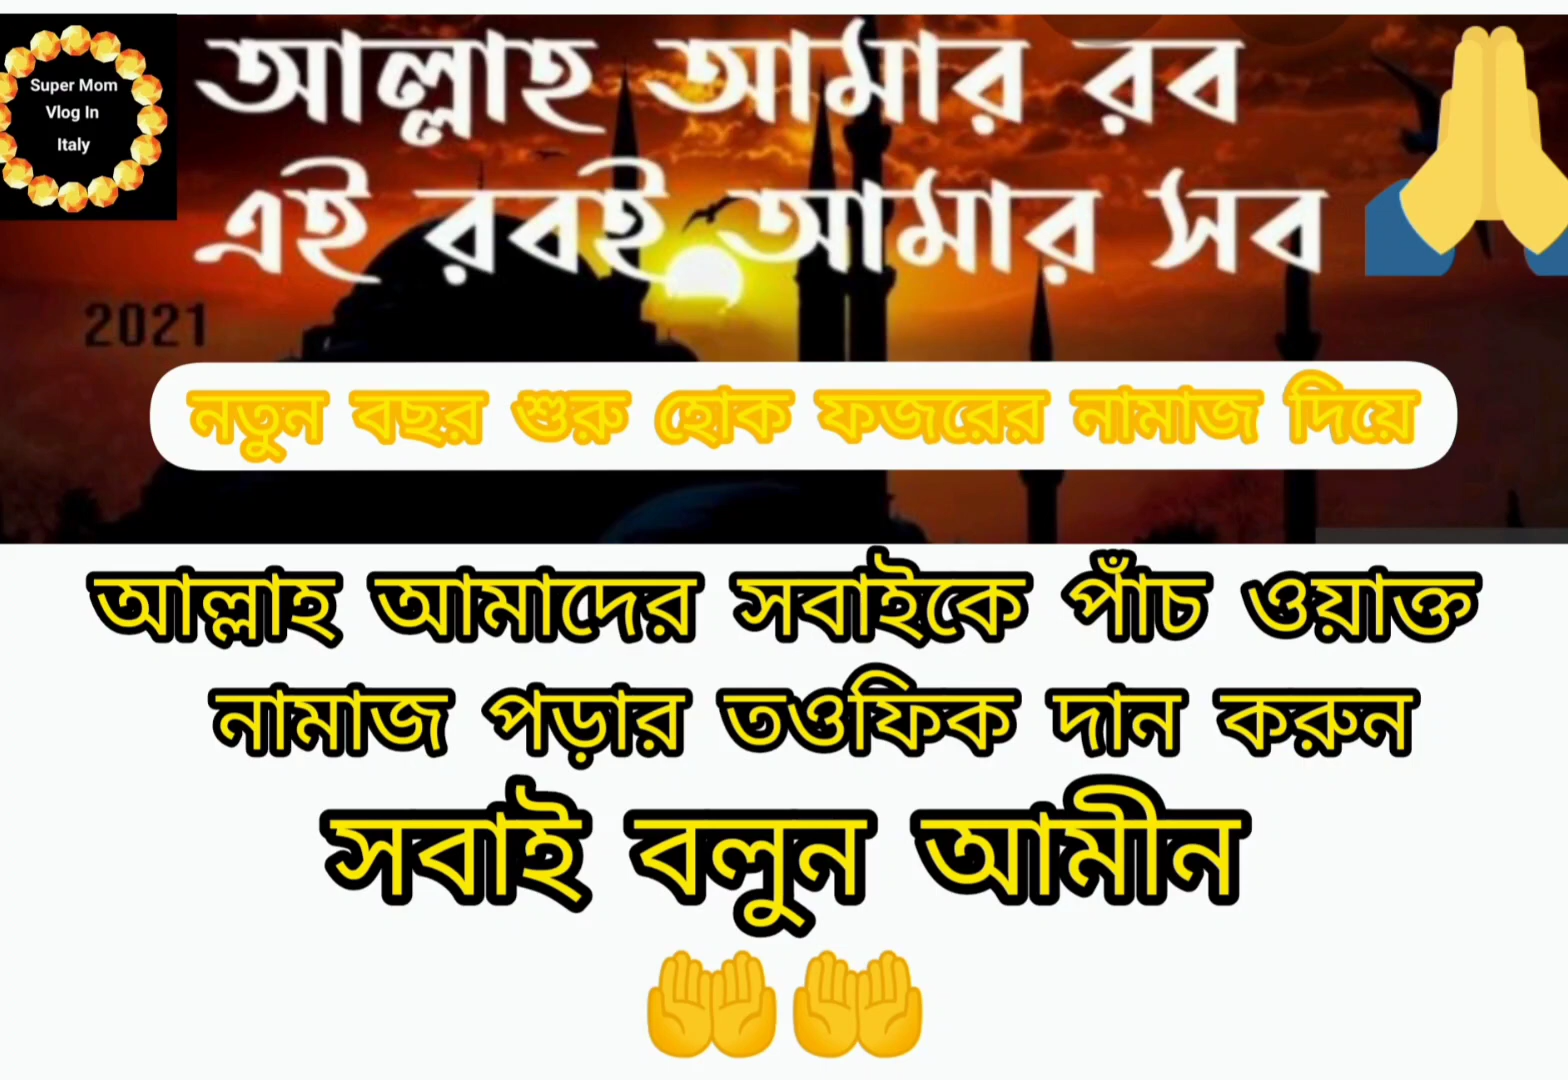 Super Mom
Vlog In
Italy
আল্লাহ আমার রব
এই রবই আমার সব
2021
নতুন বছর শুরু হোক ফজরের নামাজ দিয়ে
আল্লাহ আমাদের সবাইকে পাঁচ ওয়াক্ত
নামাজ পড়ার তওফিক দান করুন
সবাই বলুন আমীন